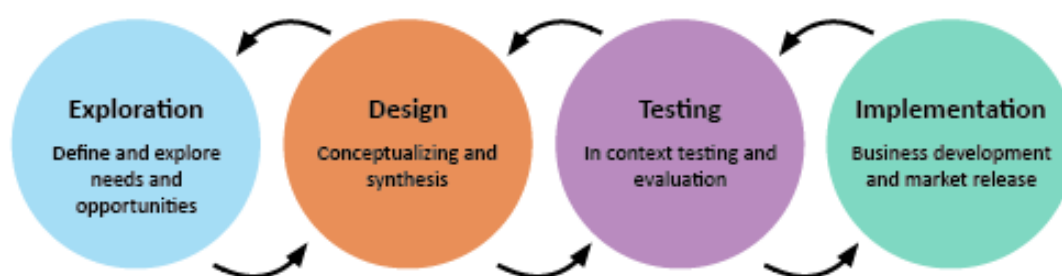 Exploration
Define and explore
needs and
opportunities
Design
Conceptualizing and
synthesis
Testing
In context testing and
evaluation
Implementation
Business development
and market release